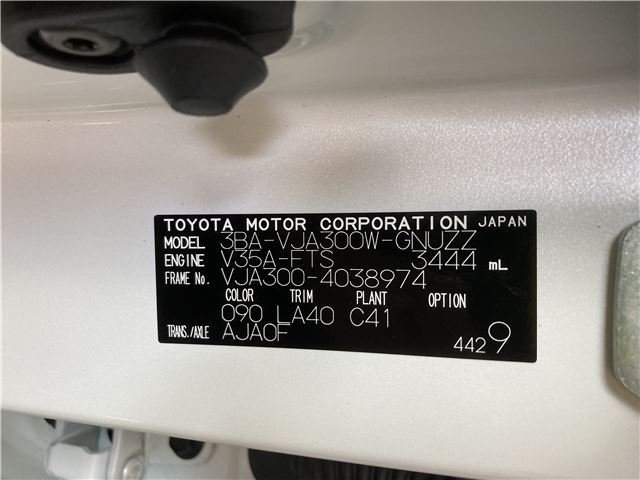 TOYOTA MOTOR CORPORATION JAPAN
MODEL 3BA-VJA300W-GNUZZ
ENGINE V35A-FTS 3444 mL
FRAME No. VJA300-4038974
COLOR TRIM PLANT OPTION
090 LA40 C41
TRANS./AXLE AJA0F
4429